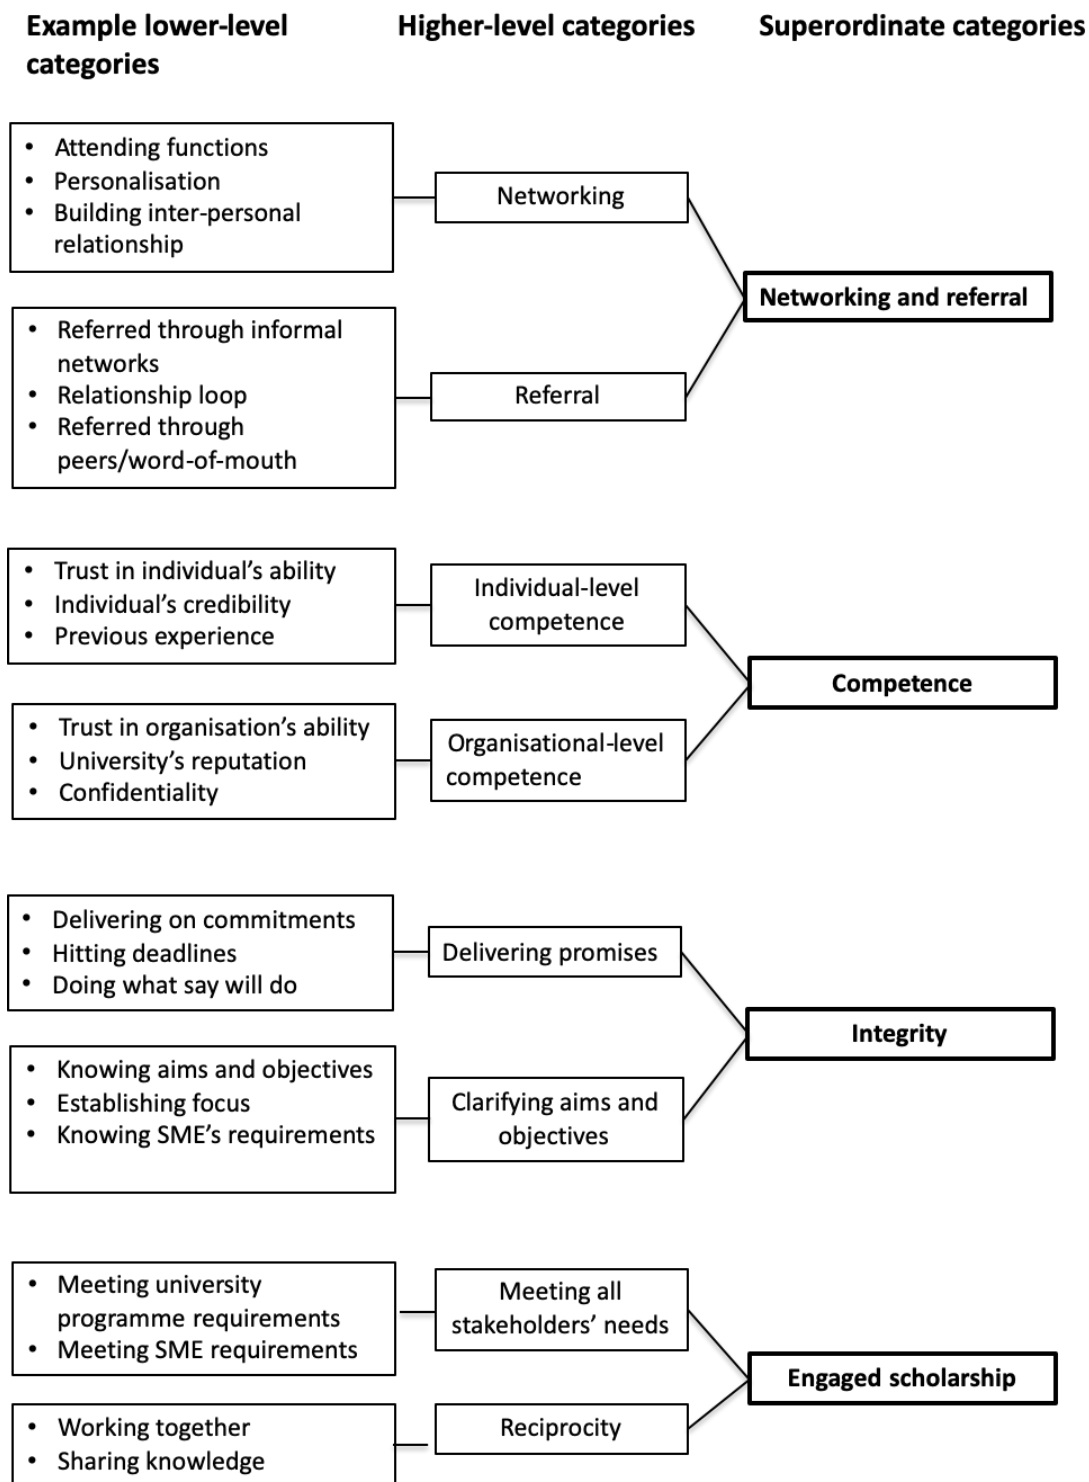 Example lower-level
categories
Higher-level categories
Superordinate categories
• Attending functions
• Personalisation
• Building inter-personal
relationship
Networking
Networking and referral
• Referred through informal
networks
• Relationship loop
• Referred through
peers/word-of-mouth
Referral
• Trust in individual’s ability
• Individual’s credibility
• Previous experience
Individual-level
competence
Competence
• Trust in organisation’s ability
• University’s reputation
• Confidentiality
Organisational-level
competence
• Delivering on commitments
• Hitting deadlines
• Doing what say will do
Delivering promises
Integrity
• Knowing aims and objectives
• Establishing focus
• Knowing SME’s requirements
Clarifying aims and
objectives
• Meeting university
programme requirements
• Meeting SME requirements
Meeting all
stakeholders’ needs
Engaged scholarship
• Working together
• Sharing knowledge
Reciprocity